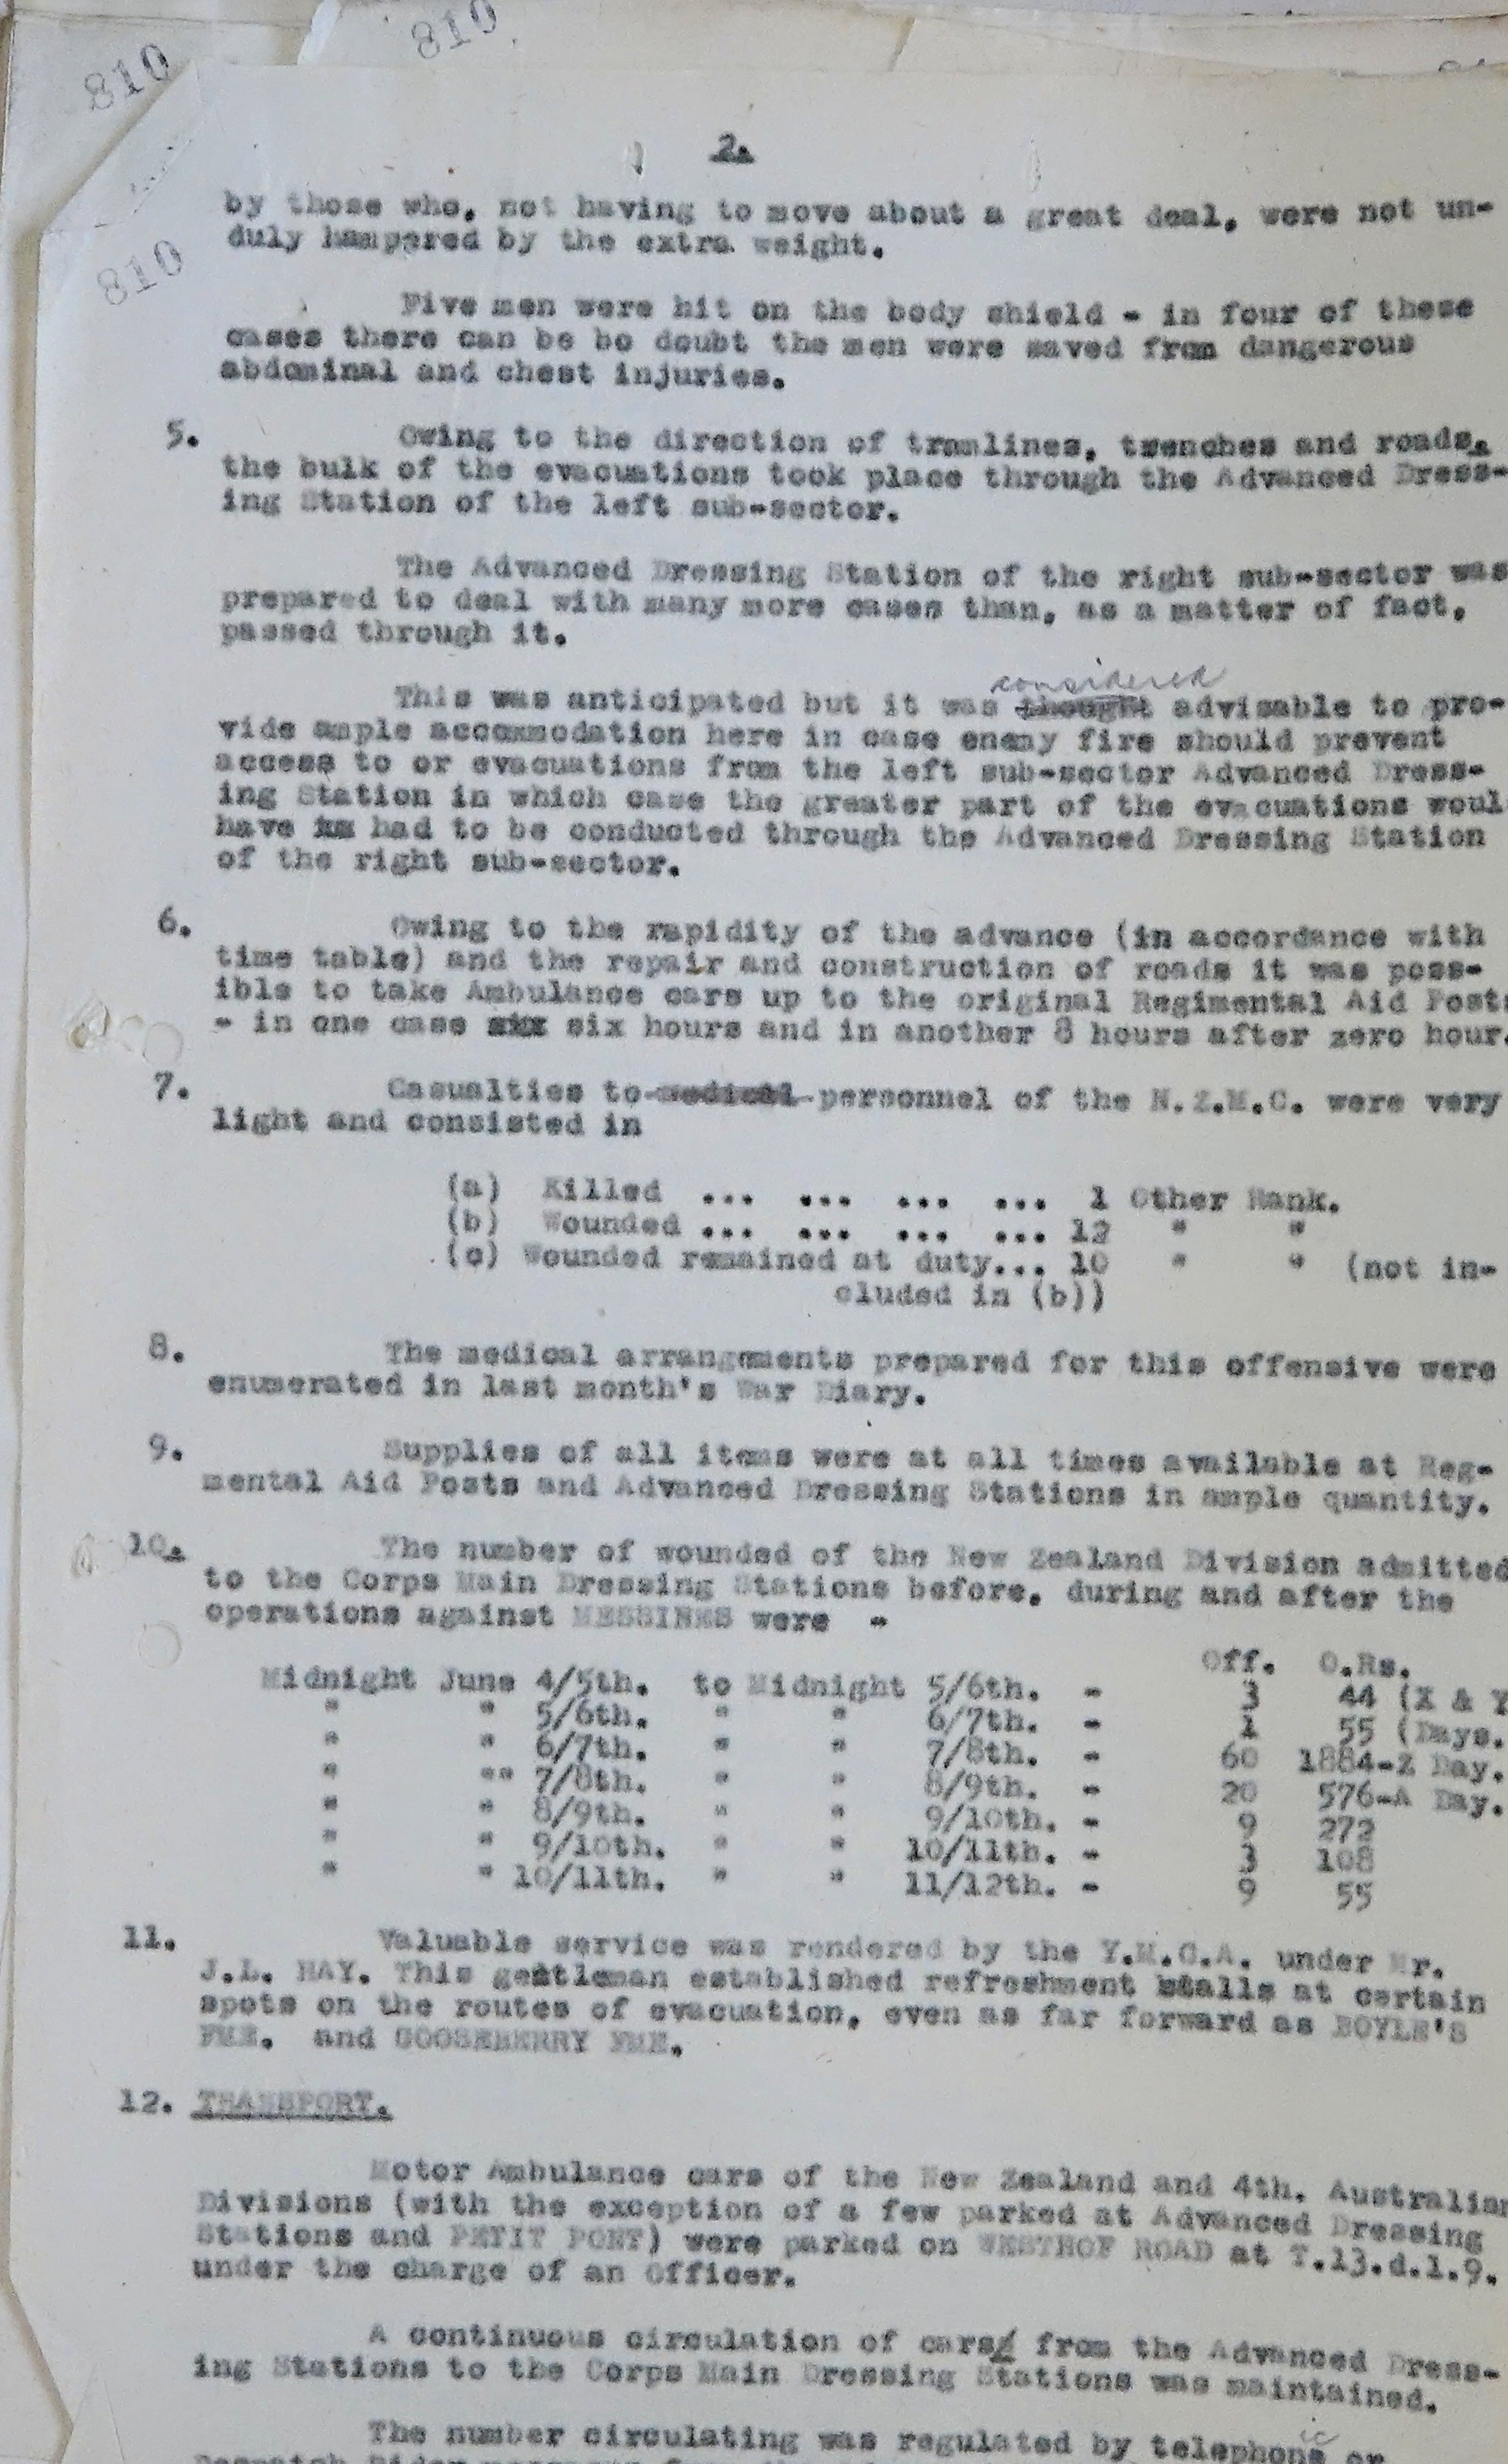 810
810
810
2.
by those who, not having to move about a great deal, were not un-
duly hampered by the extra weight.
Five men were hit on the body shield - in four of these
cases there can be bo doubt the men were saved from dangerous
abdominal and chest injuries.
5. Owing to the direction of tramlines, trenches and roads,
the bulk of the evacuations took place through the Advanced Dress-
ing Station of the left sub-sector.
The Advanced Dressing Station of the right sub-sector was
prepared to deal with many more cases than, as a matter of fact,
passed through it.
considered
This was anticipated but it was thought advisable to pro-
vide ample accommodation here in case enemy fire should prevent
access to or evacuations from the left sub-sector Advanced Dress-
ing Station in which case the greater part of the evacuations woul
have had to be conducted through the Advanced Dressing Station
of the right sub-sector.
6. Owing to the rapidity of the advance (in accordance with
time table) and the repair and construction of roads it was poss-
ible to take Ambulance cars up to the original Regimental Aid Posts
- in one case six hours and in another 8 hours after zero hour.
7. Casualties to medical personnel of the N.Z.M.C. were very
light and consisted in
(a) Killed ... ... ... ... 1 Other Rank.
(b) Wounded ... ... ... ... 12 " "
(c) Wounded remained at duty... 10 " " (not in-
cluded in (b))
8. The medical arrangements prepared for this offensive were
enumerated in last month's War Diary.
9. Supplies of all items were at all times available at Reg-
mental Aid Posts and Advanced Dressing Stations in ample quantity.
10. The number of wounded of the New Zealand Division admitted
to the Corps Main Dressing Stations before, during and after the
operations against MESSINES were -
Off. O.Rs.
Midnight June 4/5th. to Midnight 5/6th. - 3 44 (X & Y
" " 5/6th. " " 6/7th. - 1 55 (Days.
" " 6/7th. " " 7/8th. - 60 1884-Z Day.
" "" 7/8th. " " 8/9th. - 20 576-A Day.
" " 8/9th. " " 9/10th. - 9 272
" " 9/10th. " " 10/11th. - 3 108
" " 10/11th. " " 11/12th. - 9 55
11. Valuable service was rendered by the Y.M.C.A. under Mr.
J.L. HAY. This gentleman established refreshment stalls at certain
spots on the routes of evacuation, even as far forward as BOYLE'S
FME. and GOOSEBERRY FME.
12. TRANSPORT.
Motor Ambulance cars of the New Zealand and 4th. Australian
Divisions (with the exception of a few parked at Advanced Dressing
Stations and PETIT PONT) were parked on WESTHOF ROAD at T.13.d.1.9.
under the charge of an Officer.
A continuous circulation of cars from the Advanced Dress-
ing Stations to the Corps Main Dressing Stations was maintained.
ic
The number circulating was regulated by telephone or
Despatch Rider